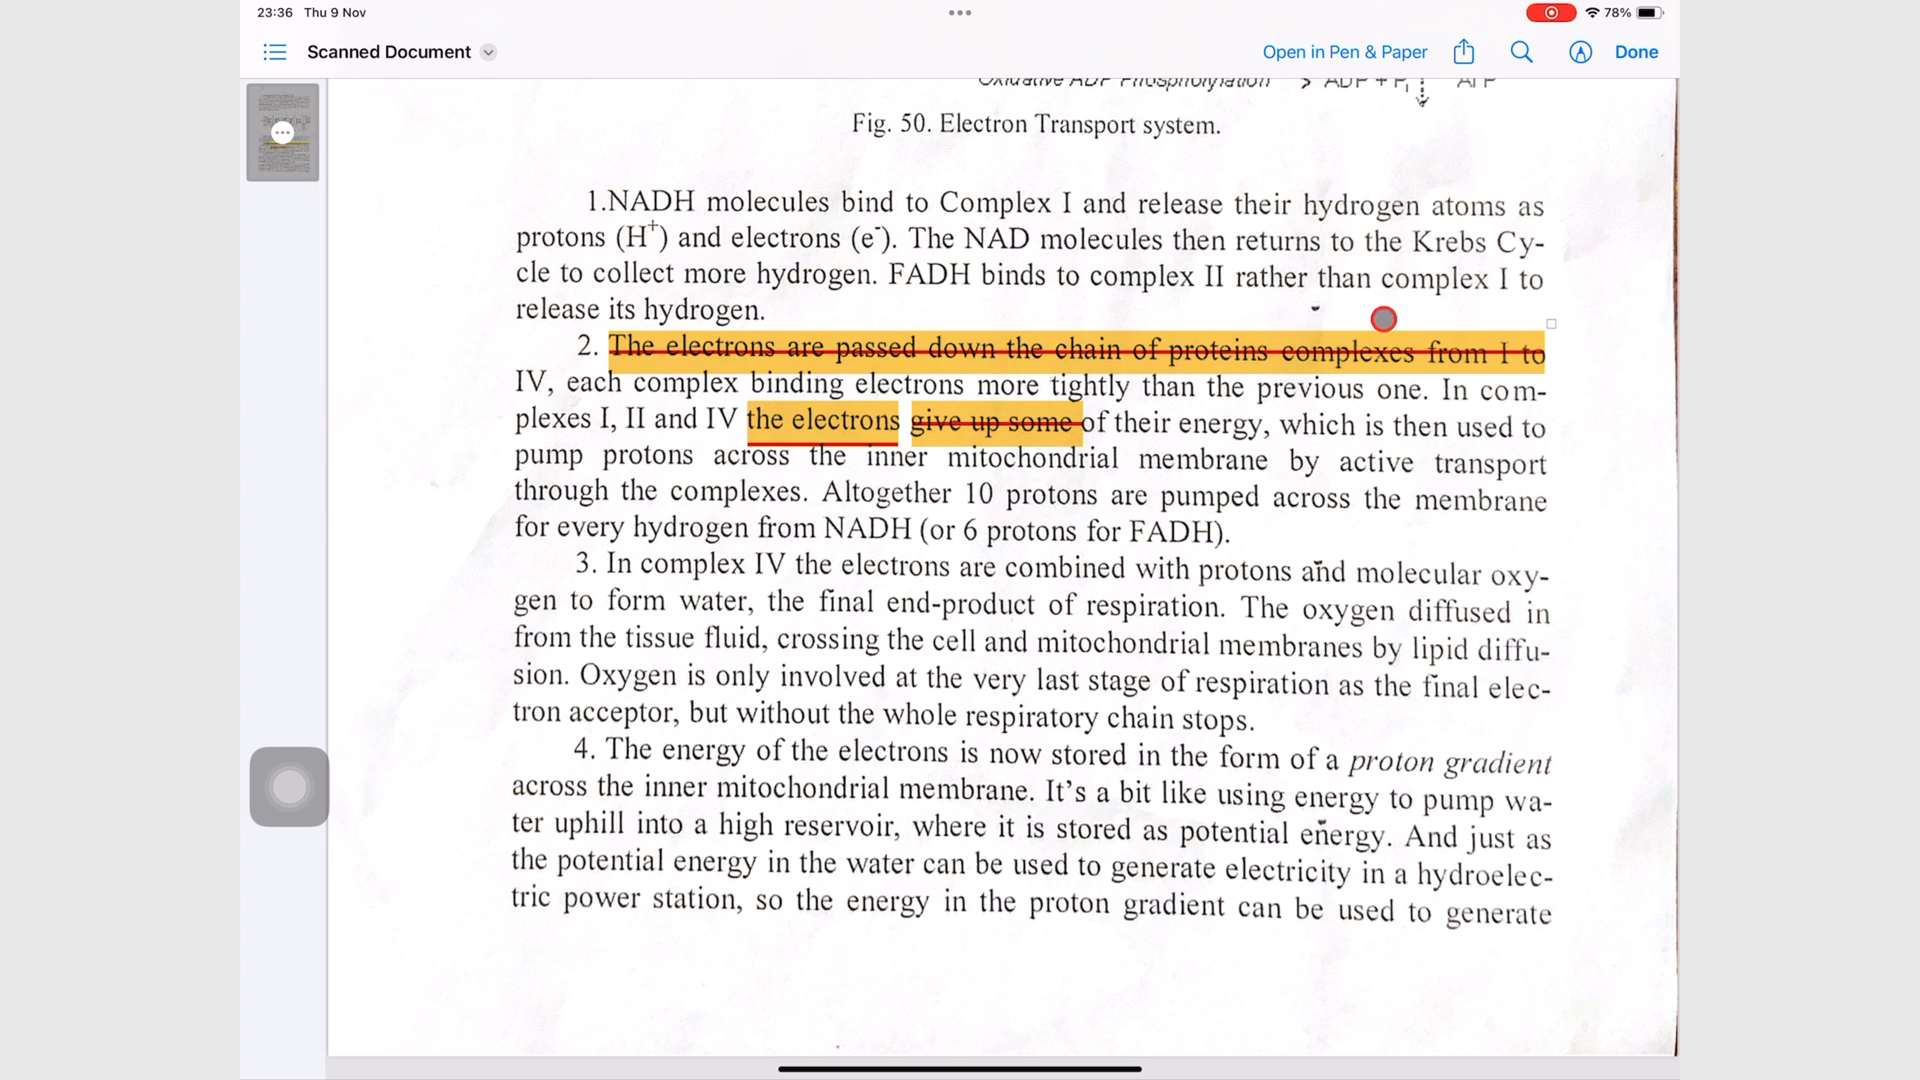 23:36 Thu 9 Nov
78%
Scanned Document
Open in Pen & Paper
Done
Oxidative ADP Phosphorylation > ADP + Pi ATP
Fig. 50. Electron Transport system.
1.NADH molecules bind to Complex I and release their hydrogen atoms as
protons (H⁺) and electrons (e⁻). The NAD molecules then returns to the Krebs Cy-
cle to collect more hydrogen. FADH binds to complex II rather than complex I to
release its hydrogen.
2. The electrons are passed down the chain of proteins complexes from I to
IV, each complex binding electrons more tightly than the previous one. In com-
plexes I, II and IV the electrons give up some of their energy, which is then used to
pump protons across the inner mitochondrial membrane by active transport
through the complexes. Altogether 10 protons are pumped across the membrane
for every hydrogen from NADH (or 6 protons for FADH).
3. In complex IV the electrons are combined with protons and molecular oxy-
gen to form water, the final end-product of respiration. The oxygen diffused in
from the tissue fluid, crossing the cell and mitochondrial membranes by lipid diffu-
sion. Oxygen is only involved at the very last stage of respiration as the final elec-
tron acceptor, but without the whole respiratory chain stops.
4. The energy of the electrons is now stored in the form of a proton gradient
across the inner mitochondrial membrane. It's a bit like using energy to pump wa-
ter uphill into a high reservoir, where it is stored as potential energy. And just as
the potential energy in the water can be used to generate electricity in a hydroelec-
tric power station, so the energy in the proton gradient can be used to generate